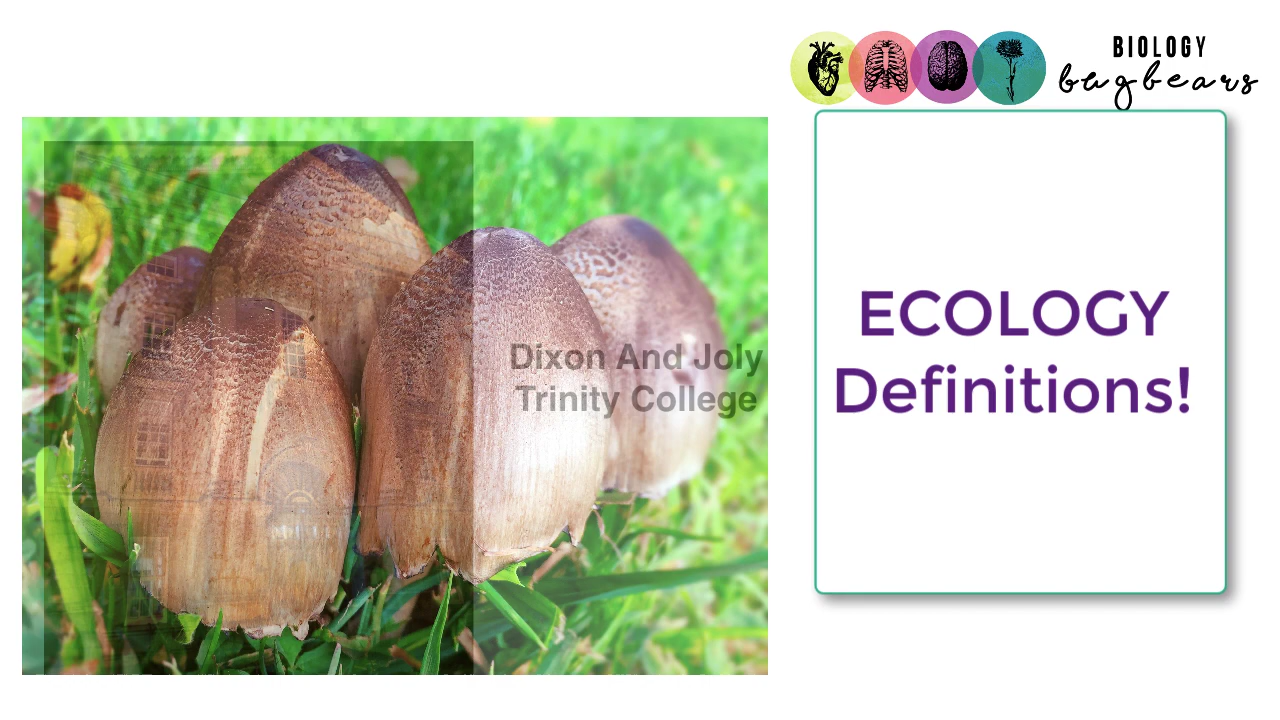 BIOLOGY
bugbears
Dixon And Joly
Trinity College
ECOLOGY
Definitions!